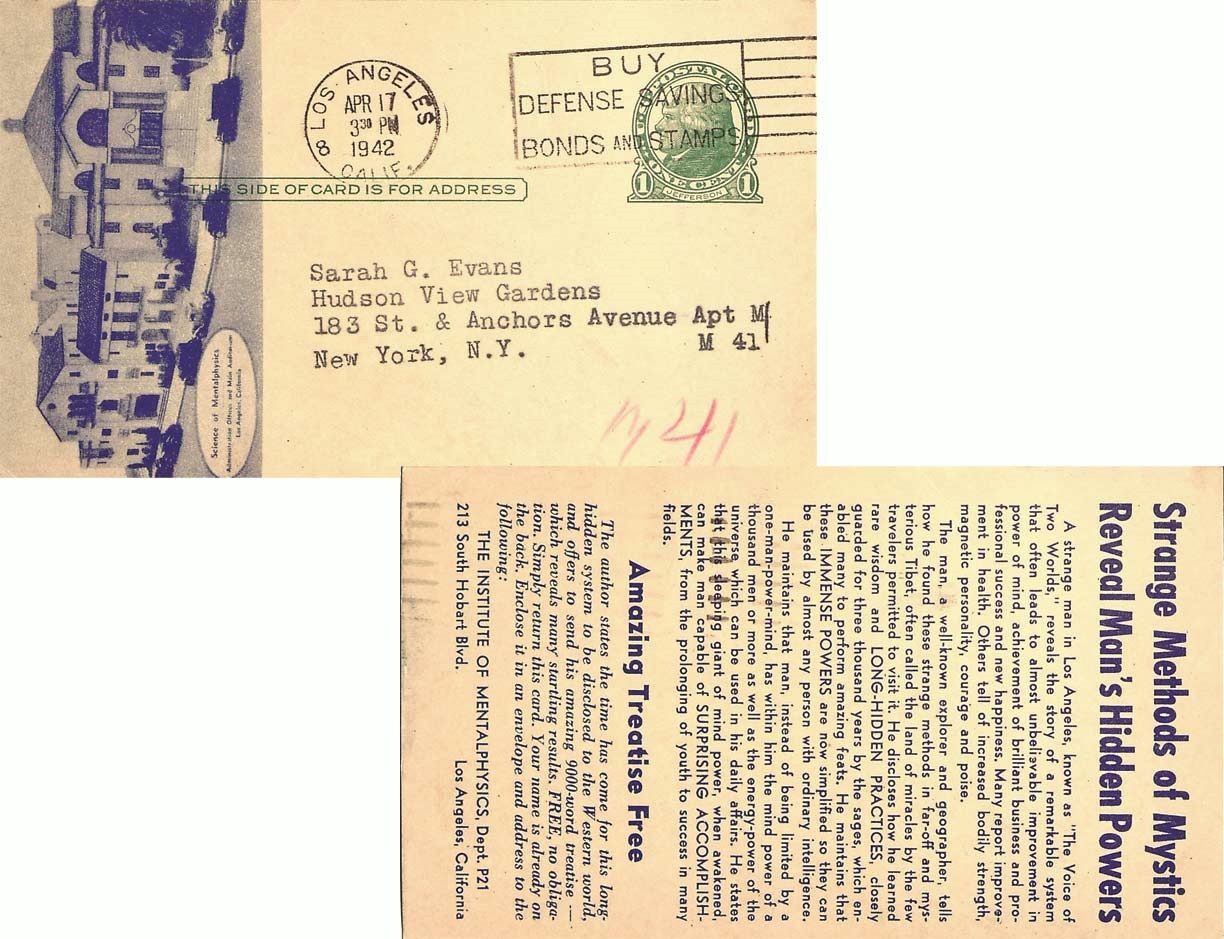 LOS ANGELES
8
APR 17
3 30 PM
1942
CALIF.
BUY
DEFENSE SAVINGS
BONDS AND STAMPS
U.S. POSTAL CARD
1 ONE CENT 1
JEFFERSON
THIS SIDE OF CARD IS FOR ADDRESS
Sarah G. Evans
Hudson View Gardens
183 St. & Anchors Avenue Apt M
M 41
New York, N.Y.
M 41
Science of Mentalphysics
Administration Offices and Main Auditorium
Los Angeles, California
Strange Methods of Mystics
Reveal Man's Hidden Powers
A strange man in Los Angeles, known as "The Voice of
Two Worlds," reveals the story of a remarkable system
that often leads to almost unbelievable improvement in
power of mind, achievement of brilliant business and pro-
fessional success and new happiness. Many report improve-
ment in health. Others tell of increased bodily strength,
magnetic personality, courage and poise.
The man, a well-known explorer and geographer, tells
how he found these strange methods in far-off and mys-
terious Tibet, often called the land of miracles by the few
travelers permitted to visit it. He discloses how he learned
rare wisdom and LONG-HIDDEN PRACTICES, closely
guarded for three thousand years by the sages, which en-
abled many to perform amazing feats. He maintains that
these IMMENSE POWERS are now simplified so they can
be used by almost any person with ordinary intelligence.
He maintains that man, instead of being limited by a
one-man-power-mind, has within him the mind power of a
thousand men or more as well as the energy-power of the
universe which can be used in his daily affairs. He states
that this sleeping giant of mind power, when awakened,
can make man capable of SURPRISING ACCOMPLISH-
MENTS, from the prolonging of youth to success in many
fields.
Amazing Treatise Free
The author states the time has come for this long-
hidden system to be disclosed to the Western world,
and offers to send his amazing 9000-word treatise —
which reveals many startling results. FREE, no obliga-
tion. Simply return this card. Your name is already on
the back. Enclose it in an envelope and address to the
following:
THE INSTITUTE OF MENTALPHYSICS, Dept. P21
213 South Hobart Blvd. Los Angeles, California